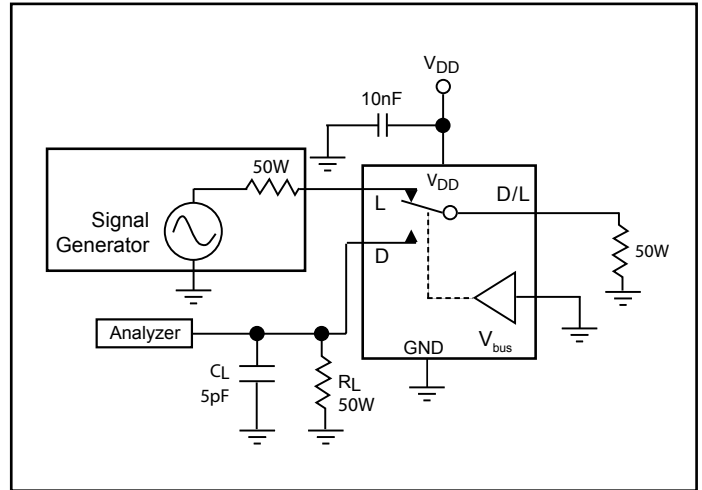 VDD
10nF
50W
VDD
D/L
L
Signal
Generator
D
50W
Analyzer
GND
Vbus
CL
5pF
RL
50W